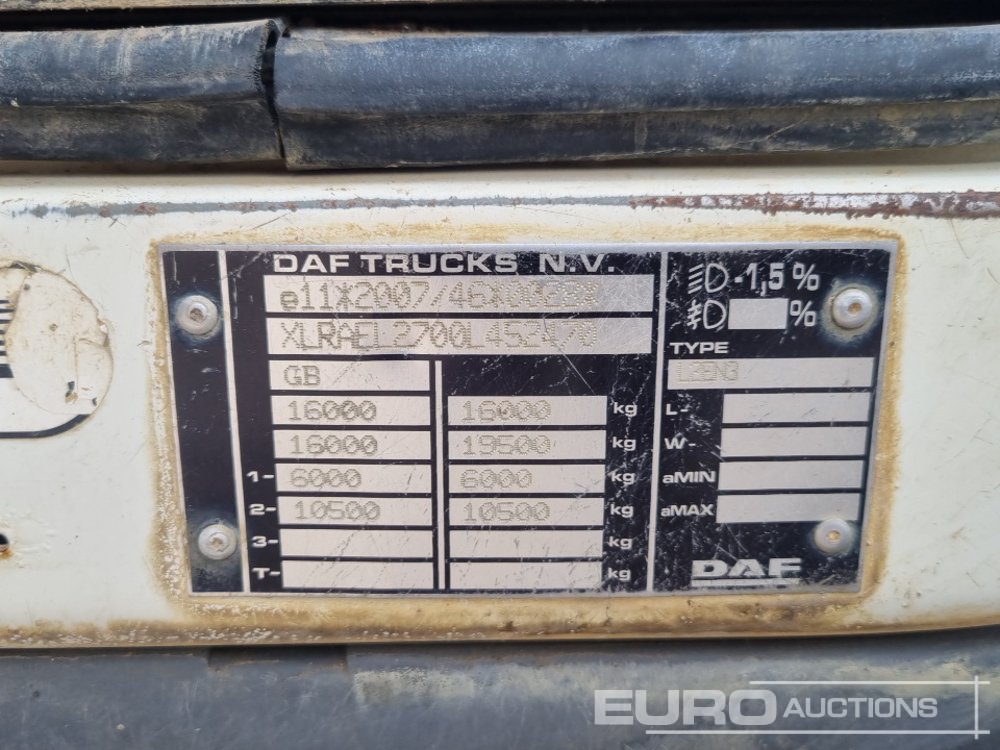 DAF TRUCKS N.V.
e11*2007/46*0028*
XLRAEL2700L452470
GB
16000 16000 kg
16000 19500 kg
1- 6000 6000 kg
2- 10500 10500 kg
3- kg
T- kg
-1,5%
%
TYPE
L-
W-
aMIN
aMAX
DAF
EURO AUCTIONS